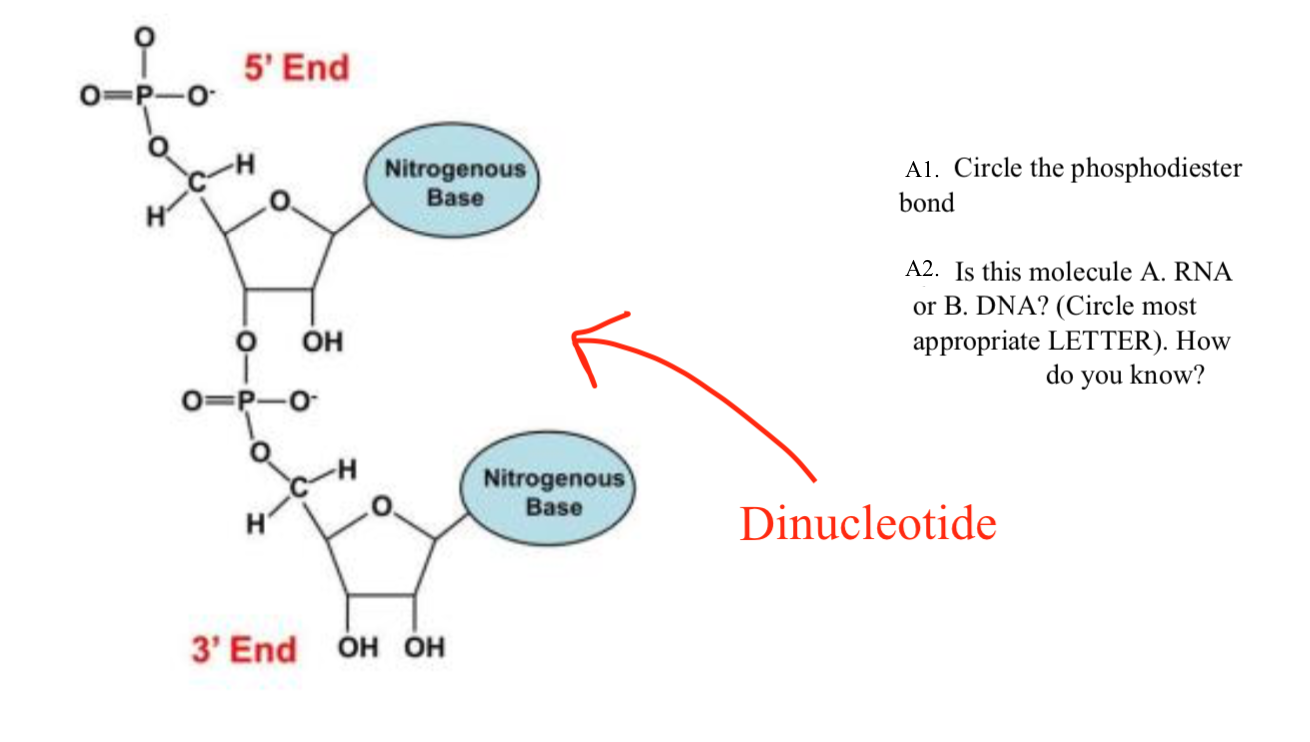 O
5' End
O=P—O-
O
H
C
H
O
Nitrogenous
Base
O
OH
O=P—O-
O
H
C
H
O
Nitrogenous
Base
3' End
OH OH
Dinucleotide
A1. Circle the phosphodiester
bond
A2. Is this molecule A. RNA
or B. DNA? (Circle most
appropriate LETTER). How
do you know?